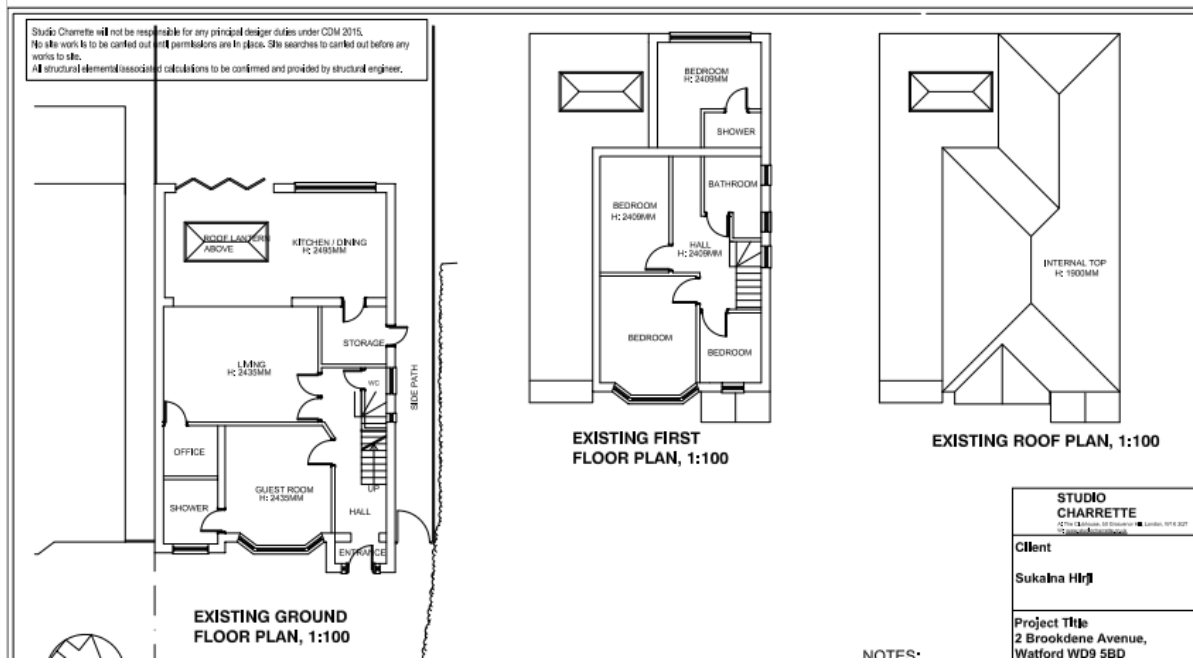 Studio Charrette will not be responsible for any principal desiger duties under CDM 2015.
No site work is to be carried out until permissions are in place. Site searches to carried out before any
works to site.
All structural elemental/associated calculations to be confirmed and provided by structural engineer.
ROOF LANTERN
ABOVE
KITCHEN / DINING
H: 2495MM
STORAGE
LIVING
H: 2435MM
WC
SIDE PATH
OFFICE
GUEST ROOM
H: 2435MM
UP
SHOWER
HALL
ENTRANCE
EXISTING GROUND
FLOOR PLAN, 1:100
BEDROOM
H: 2409MM
SHOWER
BATHROOM
BEDROOM
H: 2409MM
HALL
H: 2409MM
BEDROOM
BEDROOM
EXISTING FIRST
FLOOR PLAN, 1:100
INTERNAL TOP
H: 1900MM
EXISTING ROOF PLAN, 1:100
STUDIO
CHARRETTE
Client
Sukaina Hirji
Project Title
2 Brookdene Avenue,
Watford WD9 5BD
NOTES: